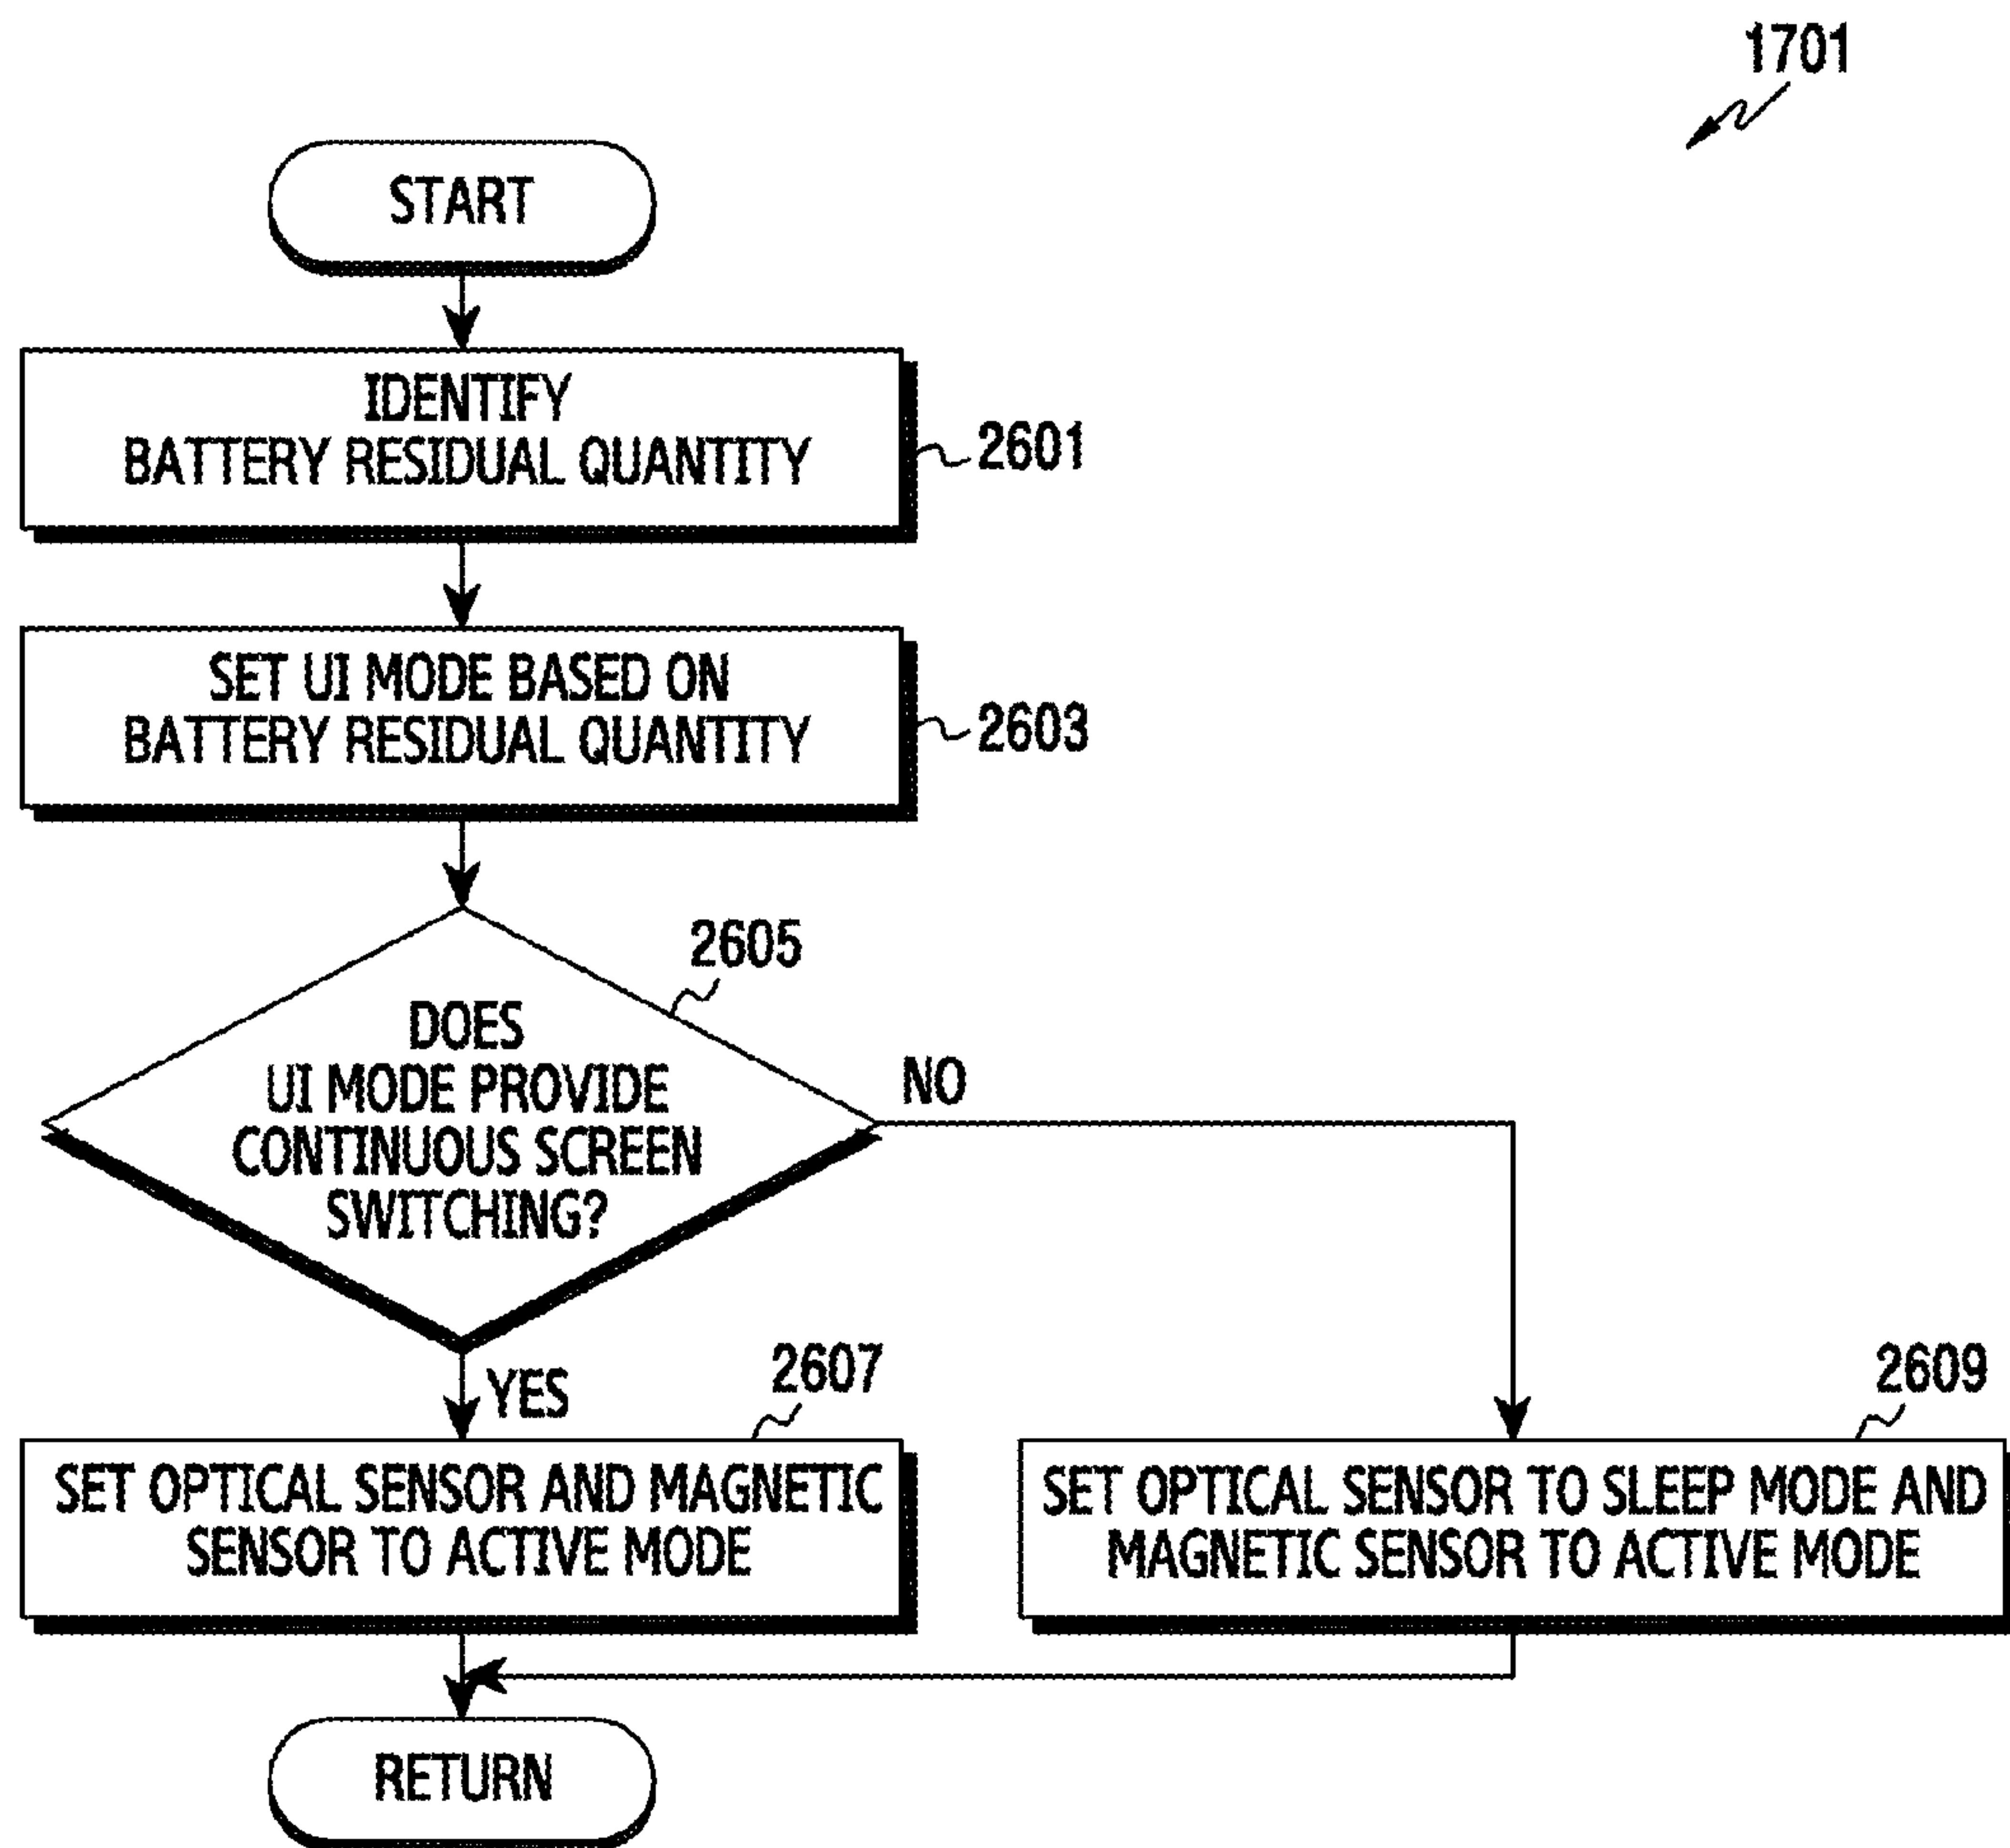 1701
START
IDENTIFY
BATTERY RESIDUAL QUANTITY
2601
SET UI MODE BASED ON
BATTERY RESIDUAL QUANTITY
2603
2605
DOES
UI MODE PROVIDE
CONTINUOUS SCREEN
SWITCHING?
NO
YES
2607
SET OPTICAL SENSOR AND MAGNETIC
SENSOR TO ACTIVE MODE
2609
SET OPTICAL SENSOR TO SLEEP MODE AND
MAGNETIC SENSOR TO ACTIVE MODE
RETURN